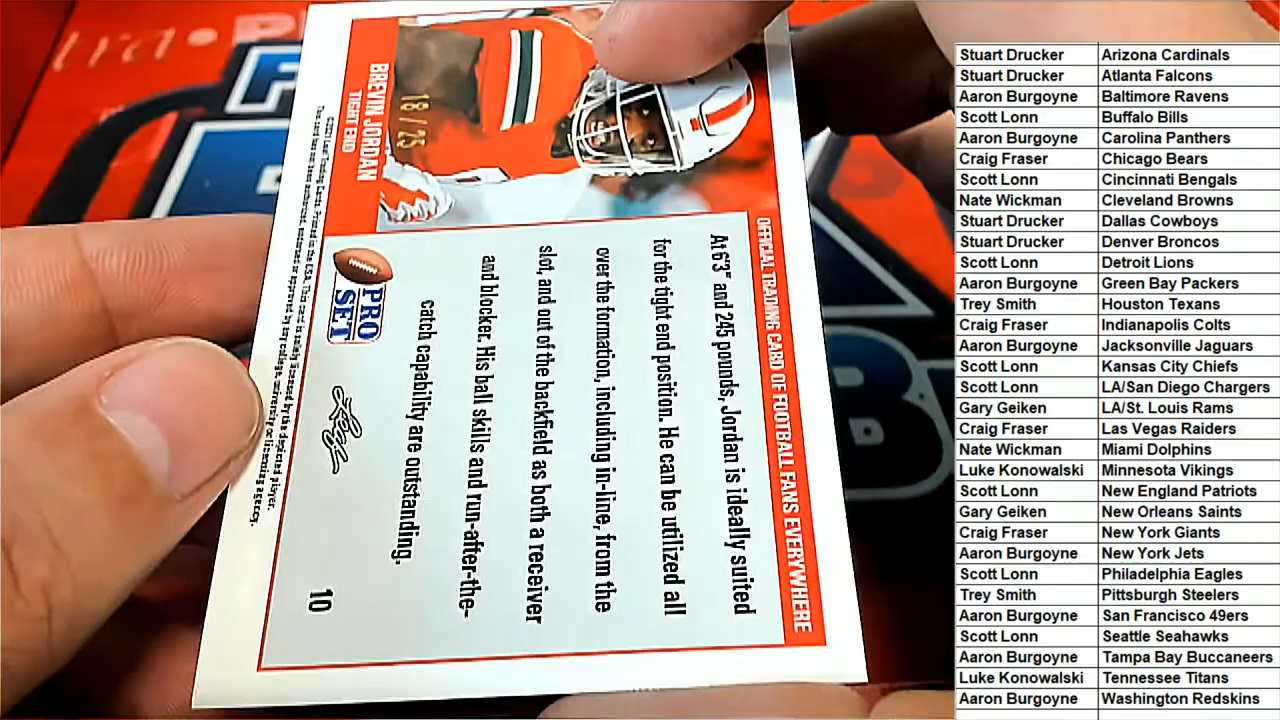 BREVIN JORDAN
TIGHT END
18/25
OFFICIAL TRADING CARD OF FOOTBALL FANS EVERYWHERE
At 6'3" and 245 pounds, Jordan is ideally suited
for the tight end position. He can be utilized all
over the formation, including in-line, from the
slot, and out of the backfield as both a receiver
and blocker. His ball skills and run-after-the-
catch capability are outstanding.
PRO
SET
Leaf
10
Stuart Drucker Arizona Cardinals
Stuart Drucker Atlanta Falcons
Aaron Burgoyne Baltimore Ravens
Scott Lonn Buffalo Bills
Aaron Burgoyne Carolina Panthers
Craig Fraser Chicago Bears
Scott Lonn Cincinnati Bengals
Nate Wickman Cleveland Browns
Stuart Drucker Dallas Cowboys
Stuart Drucker Denver Broncos
Scott Lonn Detroit Lions
Aaron Burgoyne Green Bay Packers
Trey Smith Houston Texans
Craig Fraser Indianapolis Colts
Aaron Burgoyne Jacksonville Jaguars
Scott Lonn Kansas City Chiefs
Scott Lonn LA/San Diego Chargers
Gary Geiken LA/St. Louis Rams
Craig Fraser Las Vegas Raiders
Nate Wickman Miami Dolphins
Luke Konowalski Minnesota Vikings
Scott Lonn New England Patriots
Gary Geiken New Orleans Saints
Craig Fraser New York Giants
Aaron Burgoyne New York Jets
Scott Lonn Philadelphia Eagles
Trey Smith Pittsburgh Steelers
Aaron Burgoyne San Francisco 49ers
Scott Lonn Seattle Seahawks
Aaron Burgoyne Tampa Bay Buccaneers
Luke Konowalski Tennessee Titans
Aaron Burgoyne Washington Redskins